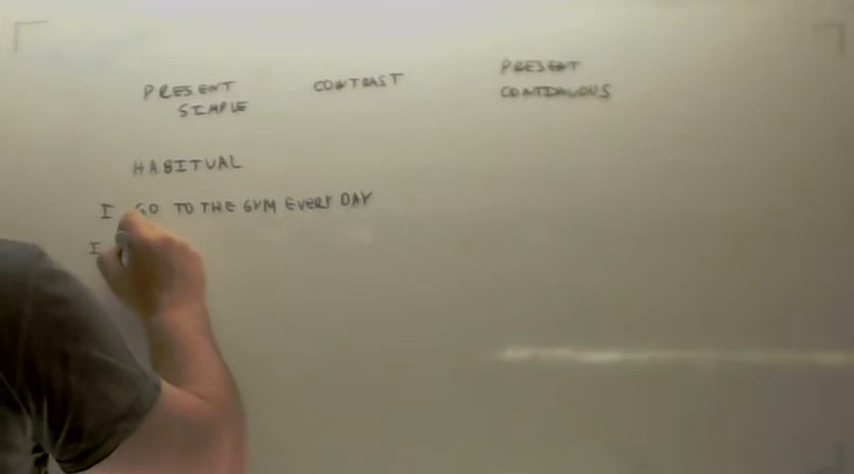 PRESENT SIMPLE
CONTRAST
PRESENT CONTINUOUS
HABITUAL
I GO TO THE GYM EVERY DAY
I